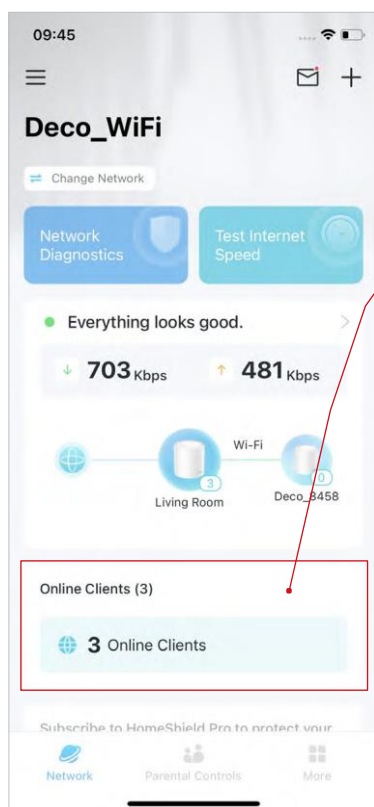 09:45
Deco_WiFi
Change Network
Network
Diagnostics
Test Internet
Speed
Everything looks good.
703 Kbps
481 Kbps
Wi-Fi
3
0
Living Room
Deco_8458
Online Clients (3)
3 Online Clients
Subscribe to HomeShield Pro to protect your
Network
Parental Controls
More